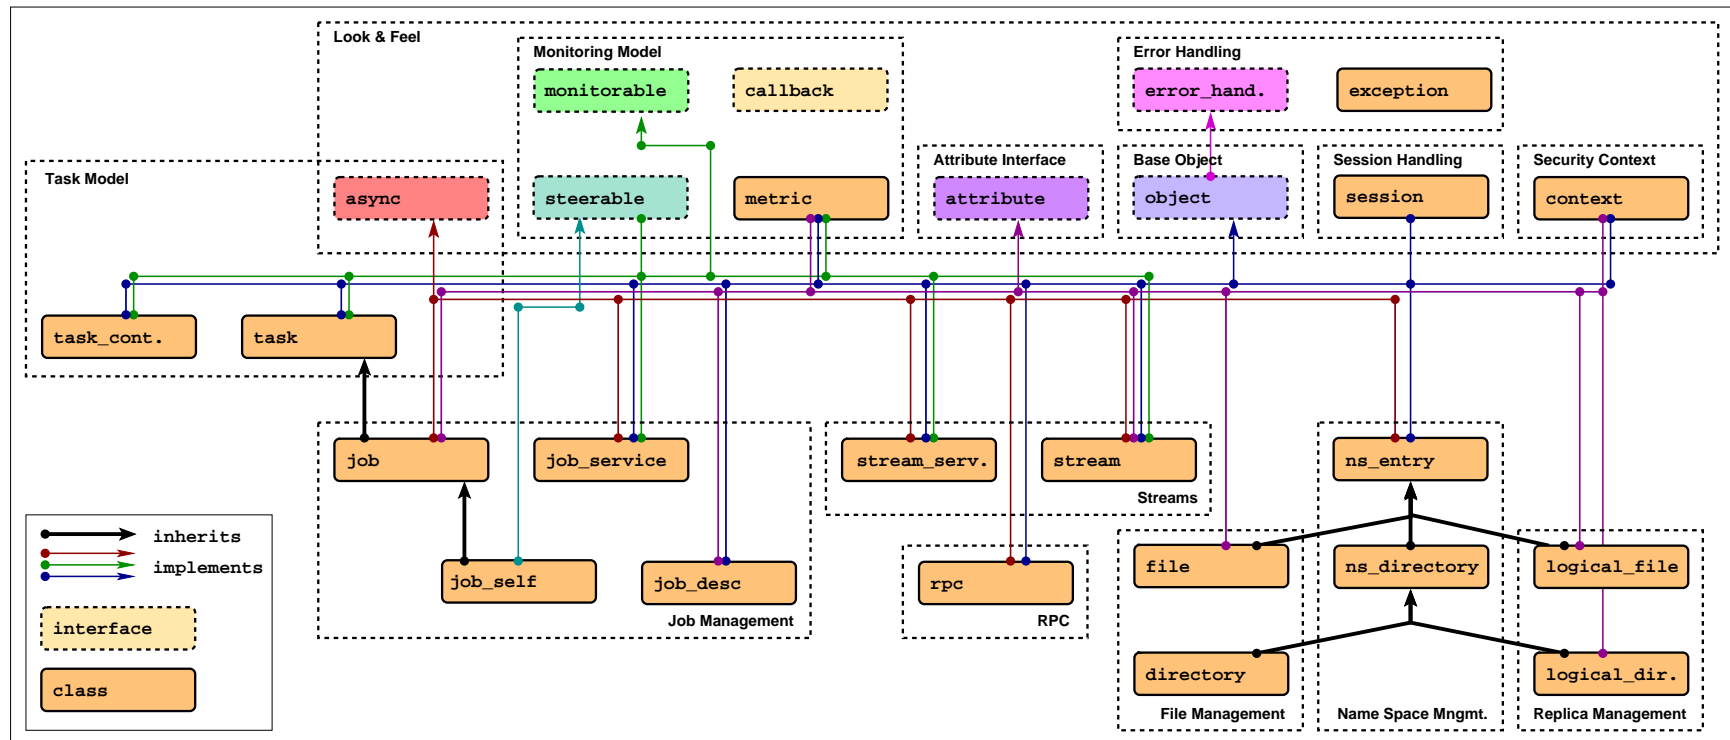 Look & Feel
Monitoring Model
Error Handling
monitorable
callback
error_hand.
exception
Task Model
Attribute Interface
Base Object
Session Handling
Security Context
async
steerable
metric
attribute
object
session
context
task_cont.
task
job
job_service
stream_serv.
stream
ns_entry
Streams
inherits
implements
job_self
job_desc
rpc
file
ns_directory
logical_file
interface
Job Management
RPC
class
directory
logical_dir.
File Management
Name Space Mngmt.
Replica Management